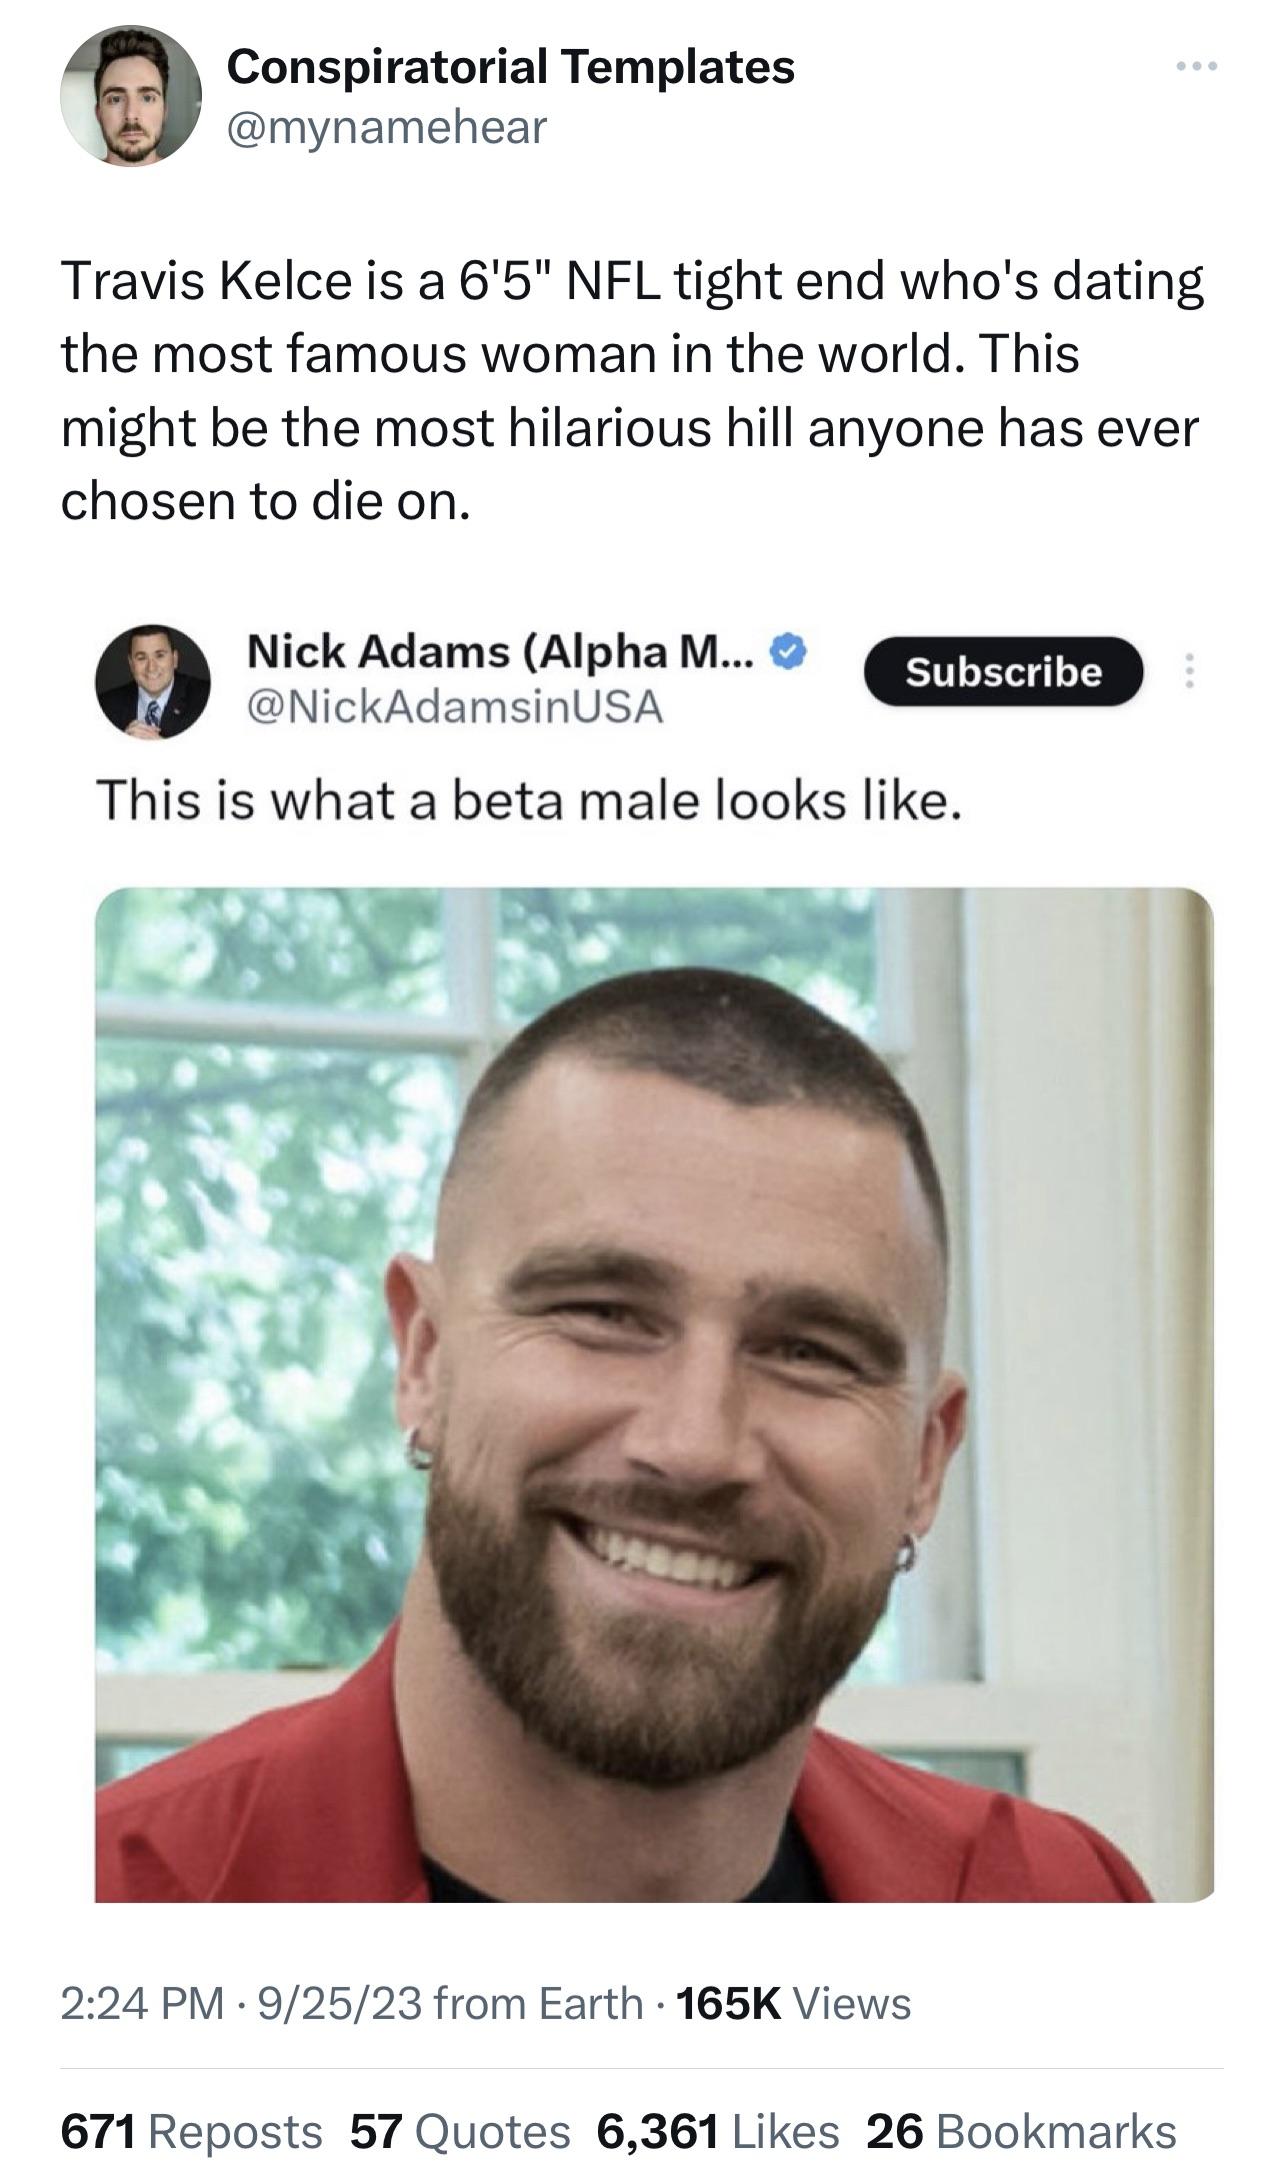 Conspiratorial Templates
@mynamehear
Travis Kelce is a 6'5" NFL tight end who's dating
the most famous woman in the world. This
might be the most hilarious hill anyone has ever
chosen to die on.
Nick Adams (Alpha M...
Subscribe
@NickAdamsinUSA
This is what a beta male looks like.
2:24 PM · 9/25/23 from Earth · 165K Views
671 Reposts 57 Quotes 6,361 Likes 26 Bookmarks